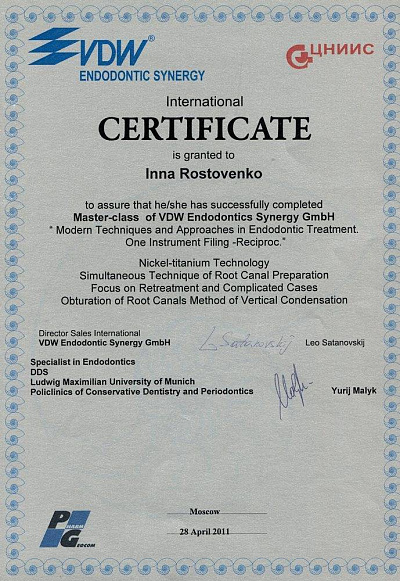 VDW®
ENDODONTIC SYNERGY
ЦНИИС
International
CERTIFICATE
is granted to
Inna Rostovenko
to assure that he/she has successfully completed
Master-class of VDW Endodontics Synergy GmbH
" Modern Techniques and Approaches in Endodontic Treatment.
One Instrument Filing -Reciproc."
Nickel-titanium Technology
Simultaneous Technique of Root Canal Preparation
Focus on Retreatment and Complicated Cases
Obturation of Root Canals Method of Vertical Condensation
Director Sales International
VDW Endodontic Synergy GmbH
L Satanovskij
Leo Satanovskij
Specialist in Endodontics
DDS
Ludwig Maximilian University of Munich
Policlinics of Conservative Dentistry and Periodontics
Yurij Malyk
Moscow
28 April 2011
PHARM
GEOCOM